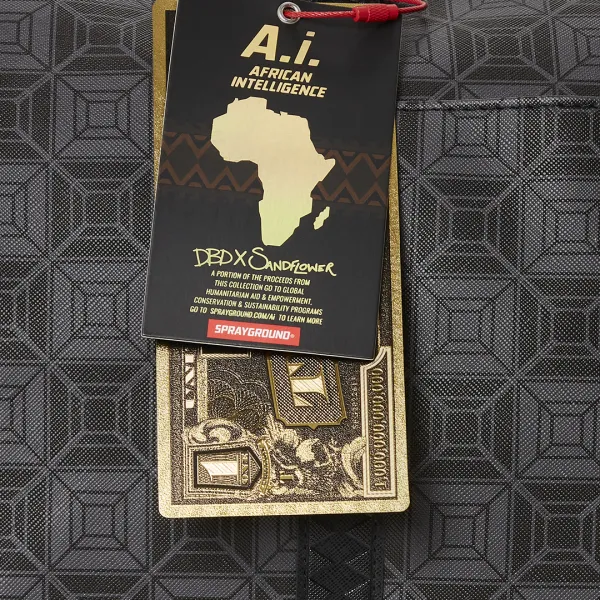 A.i.
AFRICAN
INTELLIGENCE
DBD X SANDFLOWER
A PORTION OF THE PROCEEDS FROM
THIS COLLECTION GO TO GLOBAL
HUMANITARIAN AID & EMPOWERMENT,
CONSERVATION & SUSTAINABILITY PROGRAMS
GO TO SPRAYGROUND.COM/Ai TO LEARN MORE
SPRAYGROUND®